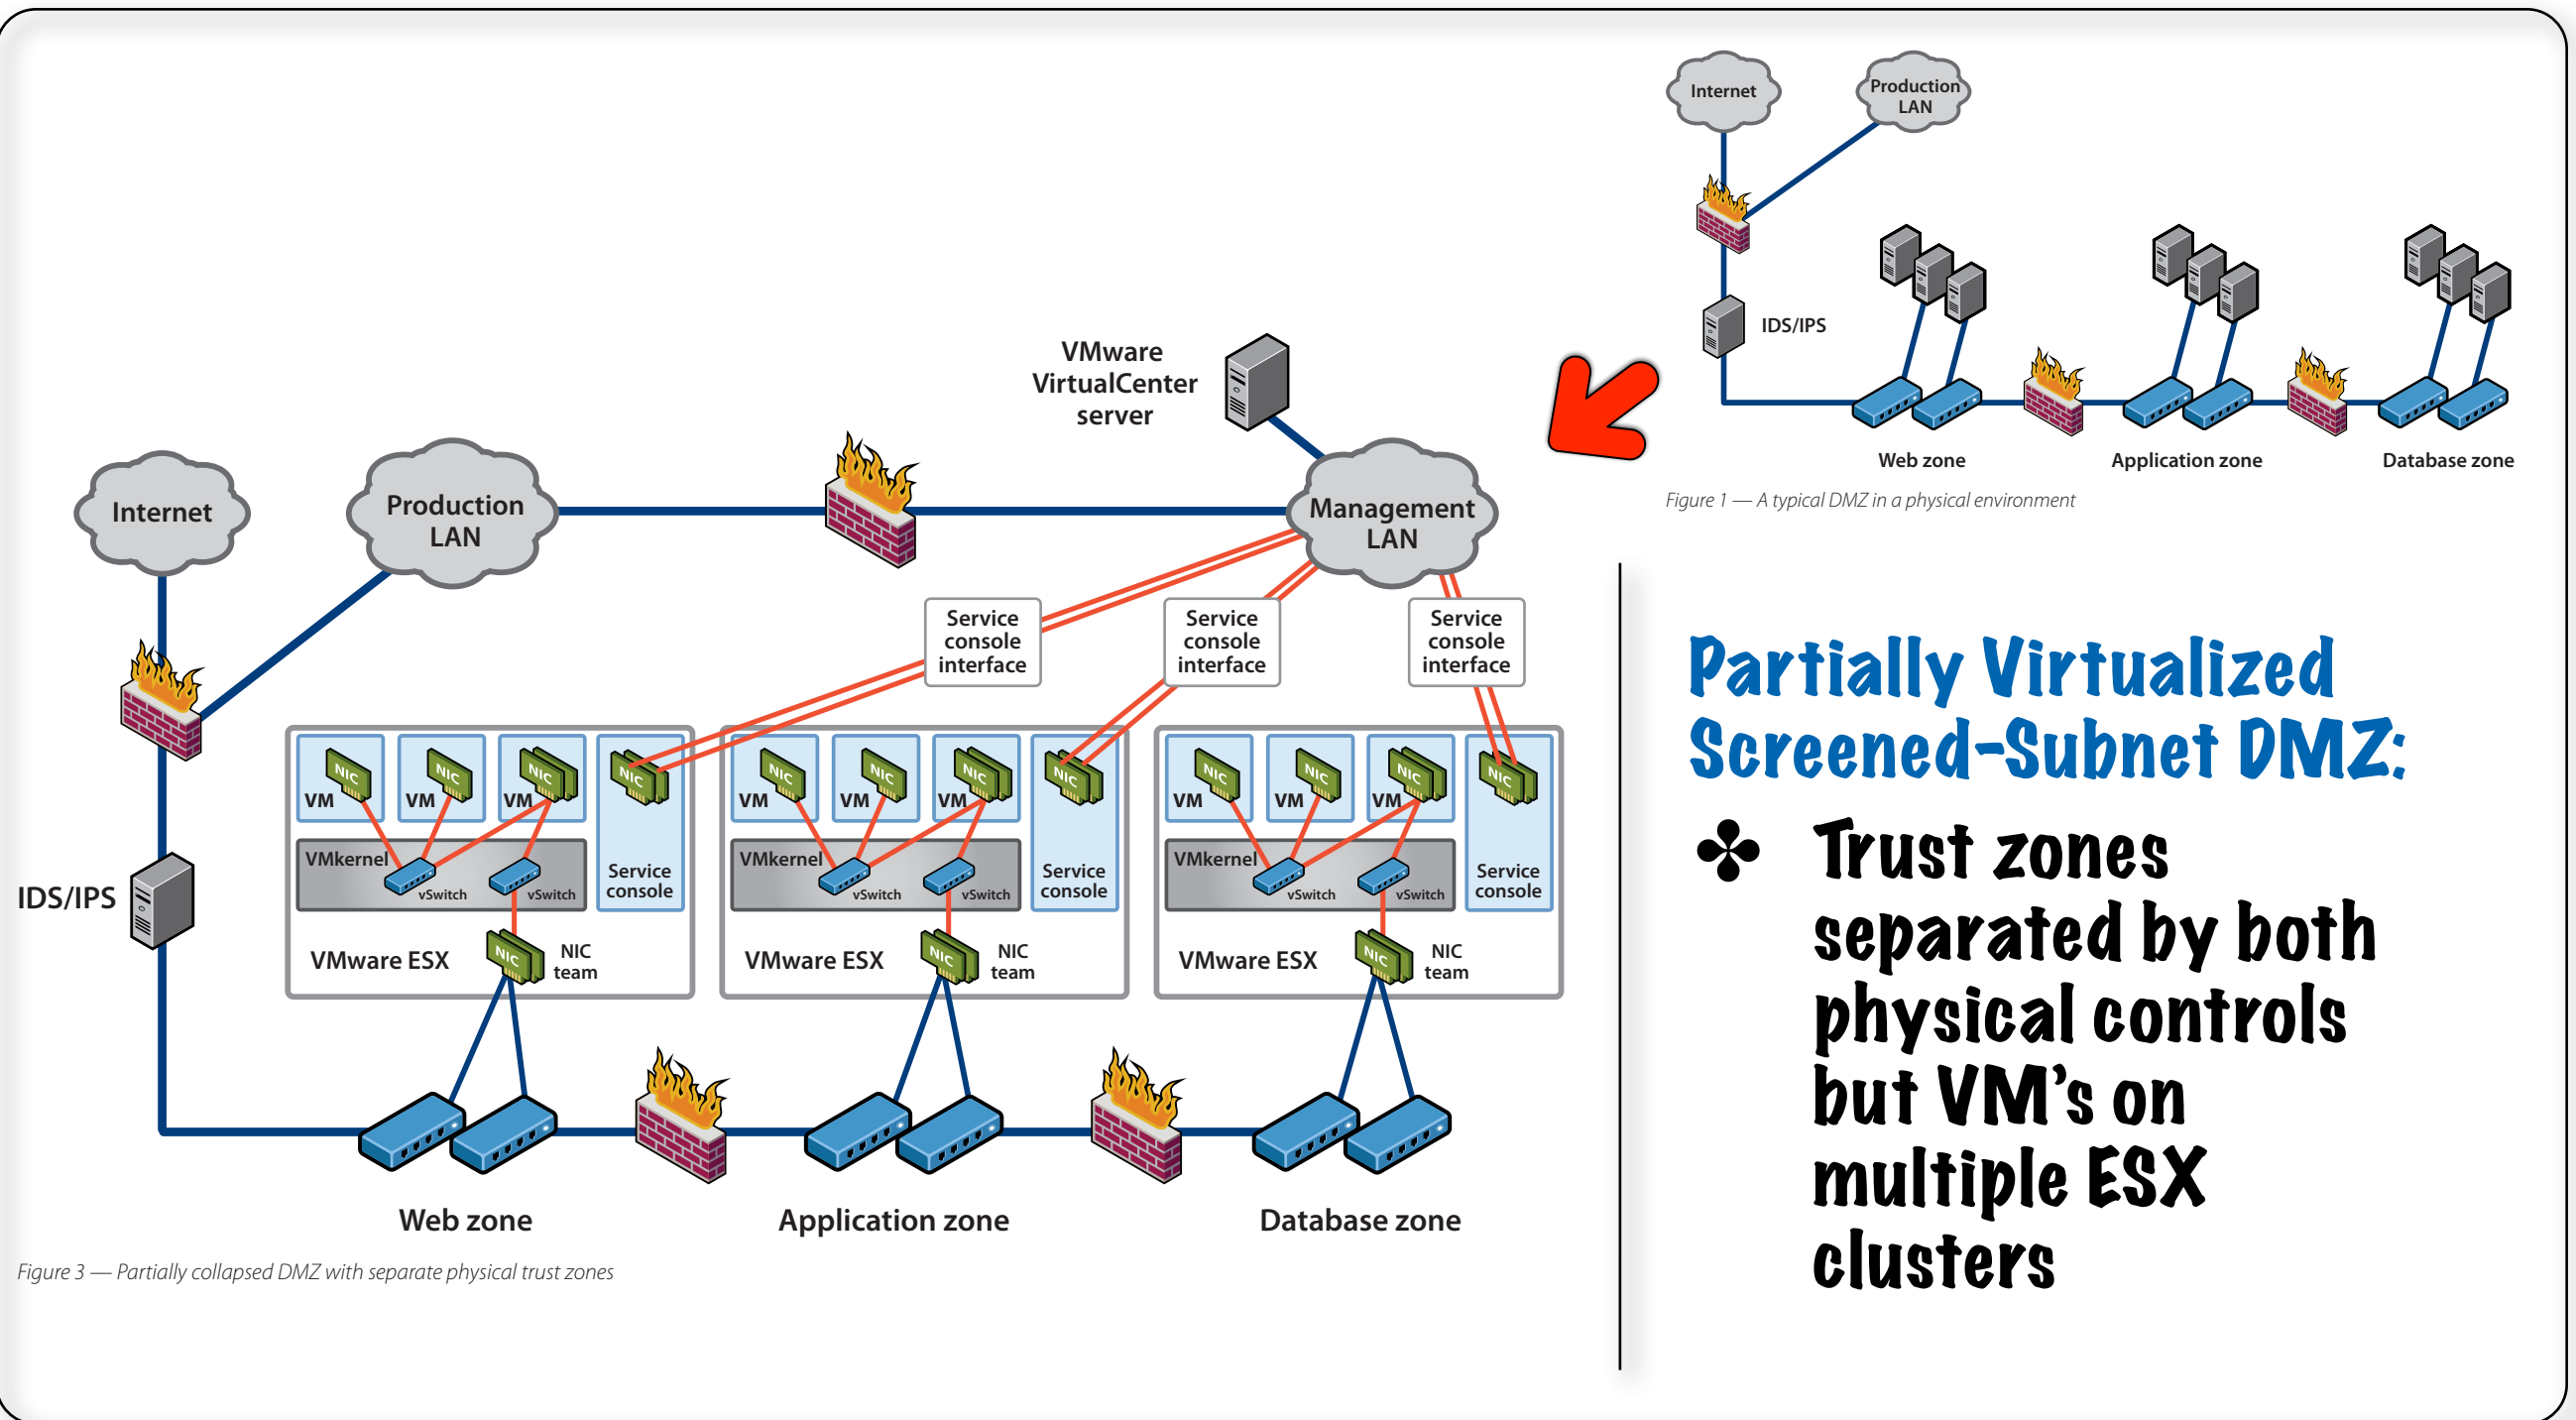 Internet
Production
LAN
IDS/IPS
Web zone
Application zone
Database zone
Figure 1 — A typical DMZ in a physical environment
VMware
VirtualCenter
server
Internet
Production
LAN
Management
LAN
Service
console
interface
Service
console
interface
Service
console
interface
IDS/IPS
NIC
VM
NIC
VM
NIC
VM
NIC
VMkernel
vSwitch
vSwitch
Service
console
VMware ESX
NIC
NIC
team
NIC
VM
NIC
VM
NIC
VM
NIC
VMkernel
vSwitch
vSwitch
Service
console
VMware ESX
NIC
NIC
team
NIC
VM
NIC
VM
NIC
VM
NIC
VMkernel
vSwitch
vSwitch
Service
console
VMware ESX
NIC
NIC
team
Web zone
Application zone
Database zone
Figure 3 — Partially collapsed DMZ with separate physical trust zones
Partially Virtualized
Screened-Subnet DMZ:
✤ Trust zones
separated by both
physical controls
but VM's on
multiple ESX
clusters